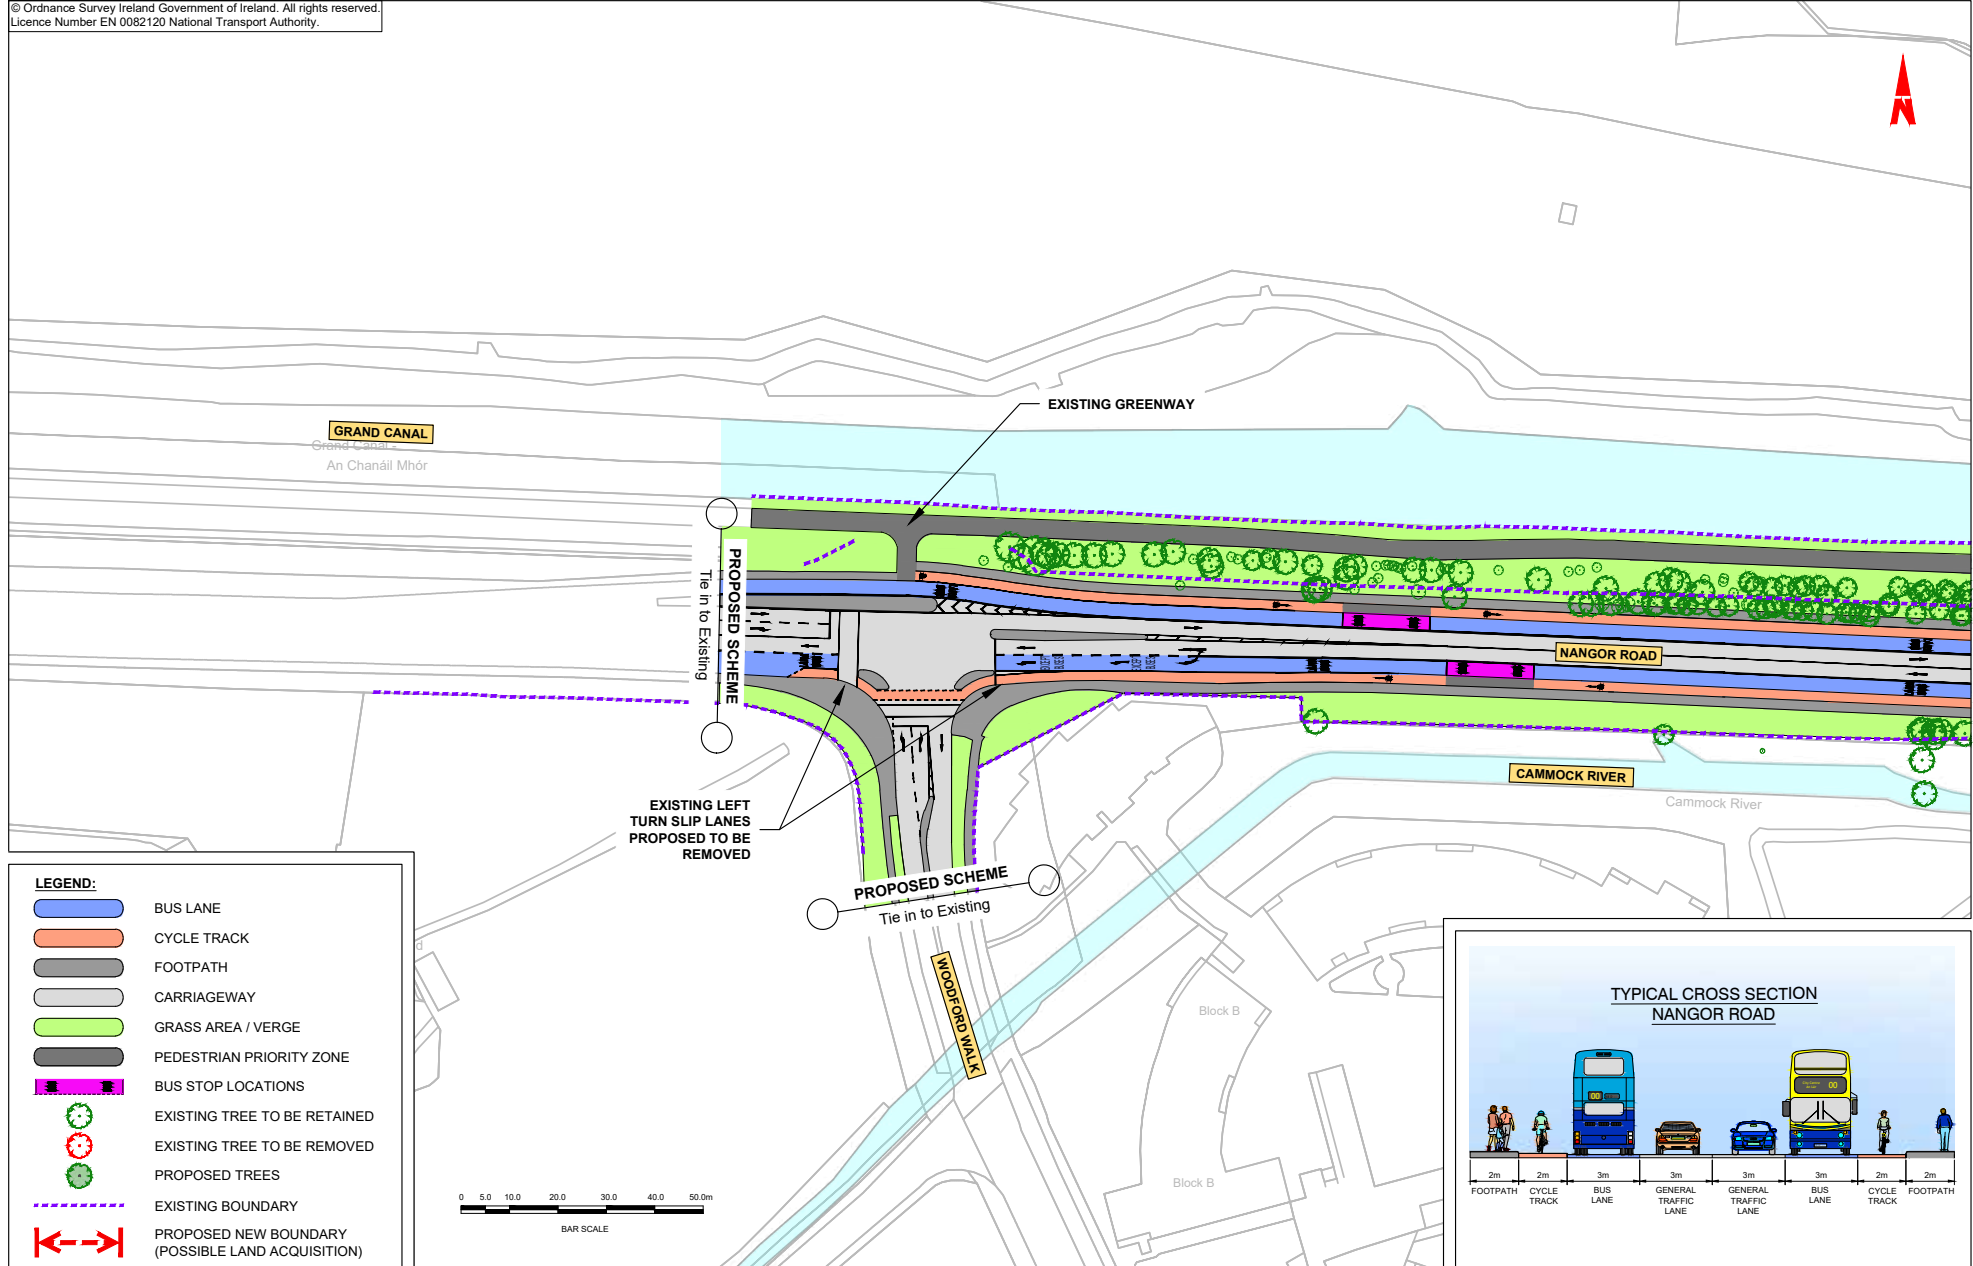 © Ordnance Survey Ireland Government of Ireland. All rights reserved.
Licence Number EN 0082120 National Transport Authority.
N
EXISTING GREENWAY
GRAND CANAL
Grand Canal -
An Chanáil Mhór
PROPOSED SCHEME
Tie in to Existing
NANGOR ROAD
CAMMOCK RIVER
Cammock River
EXISTING LEFT
TURN SLIP LANES
PROPOSED TO BE
REMOVED
PROPOSED SCHEME
Tie in to Existing
WOODFORD WALK
Block B
Block B
d
LEGEND:
BUS LANE
CYCLE TRACK
FOOTPATH
CARRIAGEWAY
GRASS AREA / VERGE
PEDESTRIAN PRIORITY ZONE
BUS STOP LOCATIONS
EXISTING TREE TO BE RETAINED
EXISTING TREE TO BE REMOVED
PROPOSED TREES
EXISTING BOUNDARY
PROPOSED NEW BOUNDARY
(POSSIBLE LAND ACQUISITION)
0 5.0 10.0 20.0 30.0 40.0 50.0m
BAR SCALE
TYPICAL CROSS SECTION
NANGOR ROAD
00
00
2m 2m 3m 3m 3m 3m 2m 2m
FOOTPATH CYCLE TRACK BUS LANE GENERAL TRAFFIC LANE GENERAL TRAFFIC LANE BUS LANE CYCLE TRACK FOOTPATH